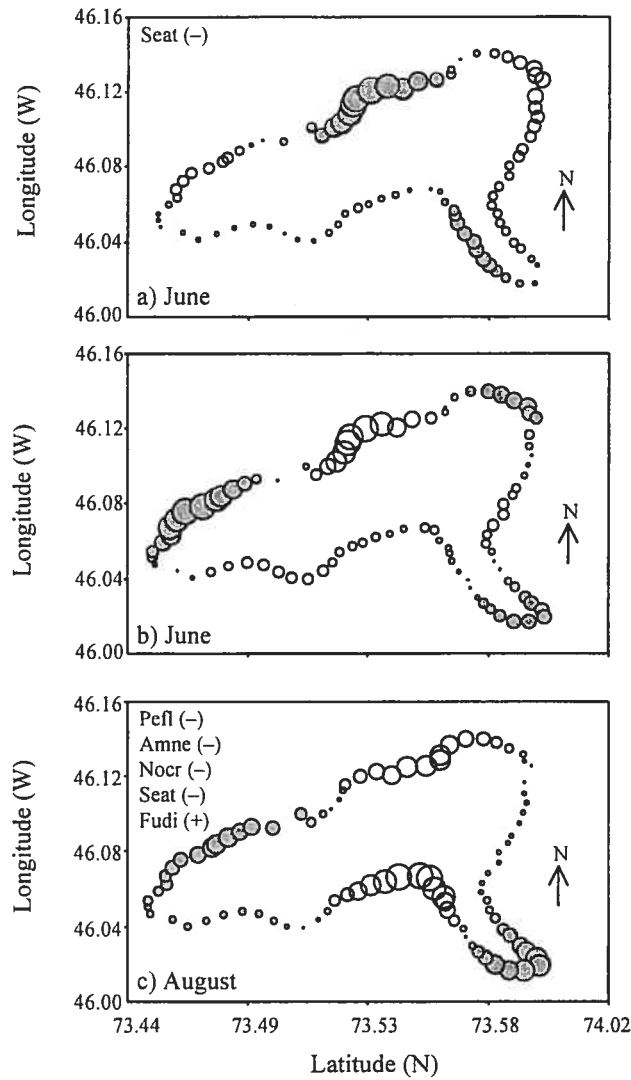 46.16
Seat (–)
46.12
46.08
46.04
46.00
Longitude (W)
N
a) June
46.16
46.12
46.08
46.04
46.00
Longitude (W)
N
b) June
46.16
Pefl (–)
Amne (–)
Nocr (–)
Seat (–)
Fudi (+)
46.12
46.08
46.04
46.00
Longitude (W)
N
c) August
73.44 73.49 73.53 73.58 74.02
Latitude (N)